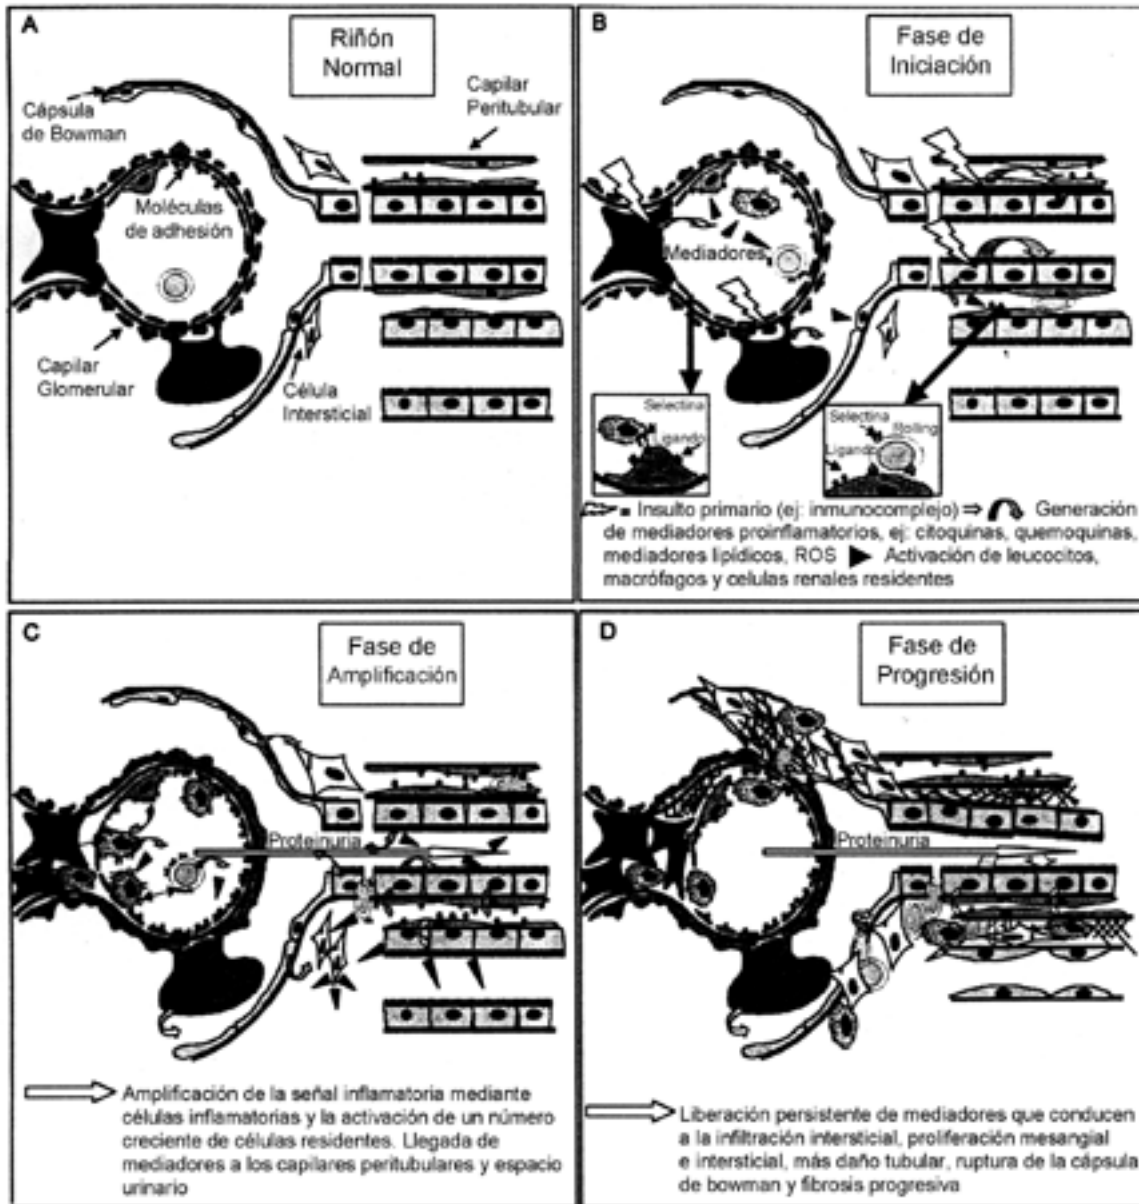 A
Riñón
Normal
Cápsula
de Bowman
Capilar
Peritubular
Moléculas
de adhesión
Capilar
Glomerular
Célula
Intersticial
B
Fase de
Iniciación
Mediadores
Selectina
Ligando
Selectina
Rolling
Ligando
= Insulto primario (ej: inmunocomplejo) ⇒ Generación
de mediadores proinflamatorios, ej: citoquinas, quemoquinas,
mediadores lipídicos, ROS ► Activación de leucocitos,
macrófagos y celulas renales residentes
C
Fase de
Amplificación
Proteinuria
Amplificación de la señal inflamatoria mediante
células inflamatorias y la activación de un número
creciente de células residentes. Llegada de
mediadores a los capilares peritubulares y espacio
urinario
D
Fase de
Progresión
Proteinuria
Liberación persistente de mediadores que conducen
a la infiltración intersticial, proliferación mesangial
e intersticial, más daño tubular, ruptura de la cápsula
de bowman y fibrosis progresiva